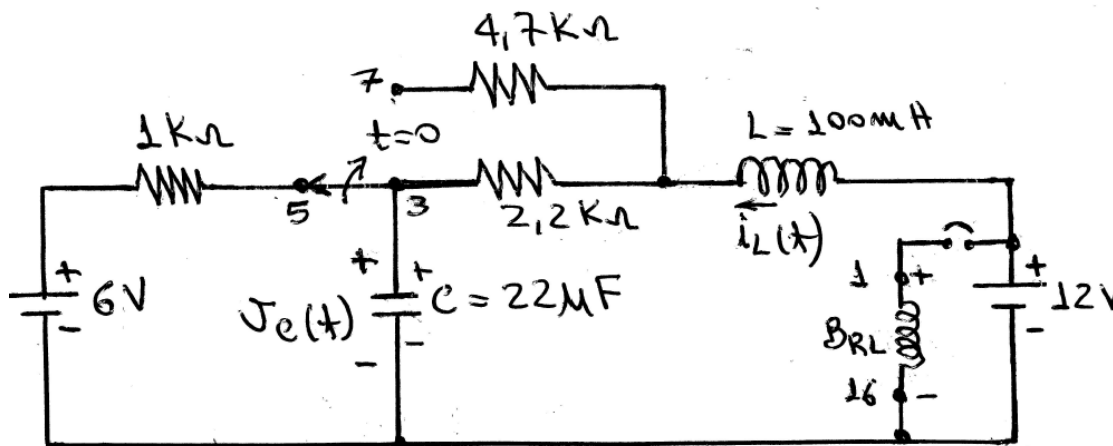 4,7KΩ
7
t=0
1KΩ
L = 100mH
5
3
2,2KΩ
iL(t)
+
6V
-
+
+
vc(t)
C = 22μF
-
-
1
+
BRL
16
-
+
12V
-